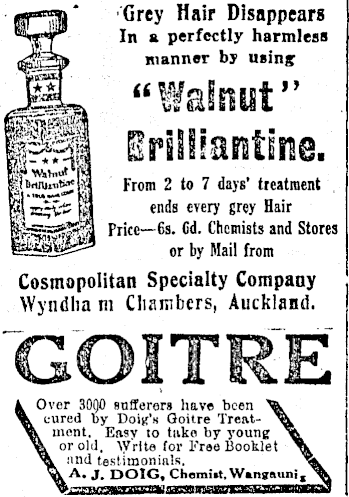 Grey Hair Disappears
In a perfectly harmless
manner by using
"Walnut"
Brilliantine.
Walnut
Brilliantine
From 2 to 7 days' treatment
ends every grey Hair
Price—6s. 6d. Chemists and Stores
or by Mail from
Cosmopolitan Specialty Company
Wyndham Chambers, Auckland.
GOITRE
Over 3000 sufferers have been
cured by Doig's Goitre Treat-
ment. Easy to take by young
or old. Write for Free Booklet
and testimonials.
A. J. DOIG, Chemist, Wanganui,